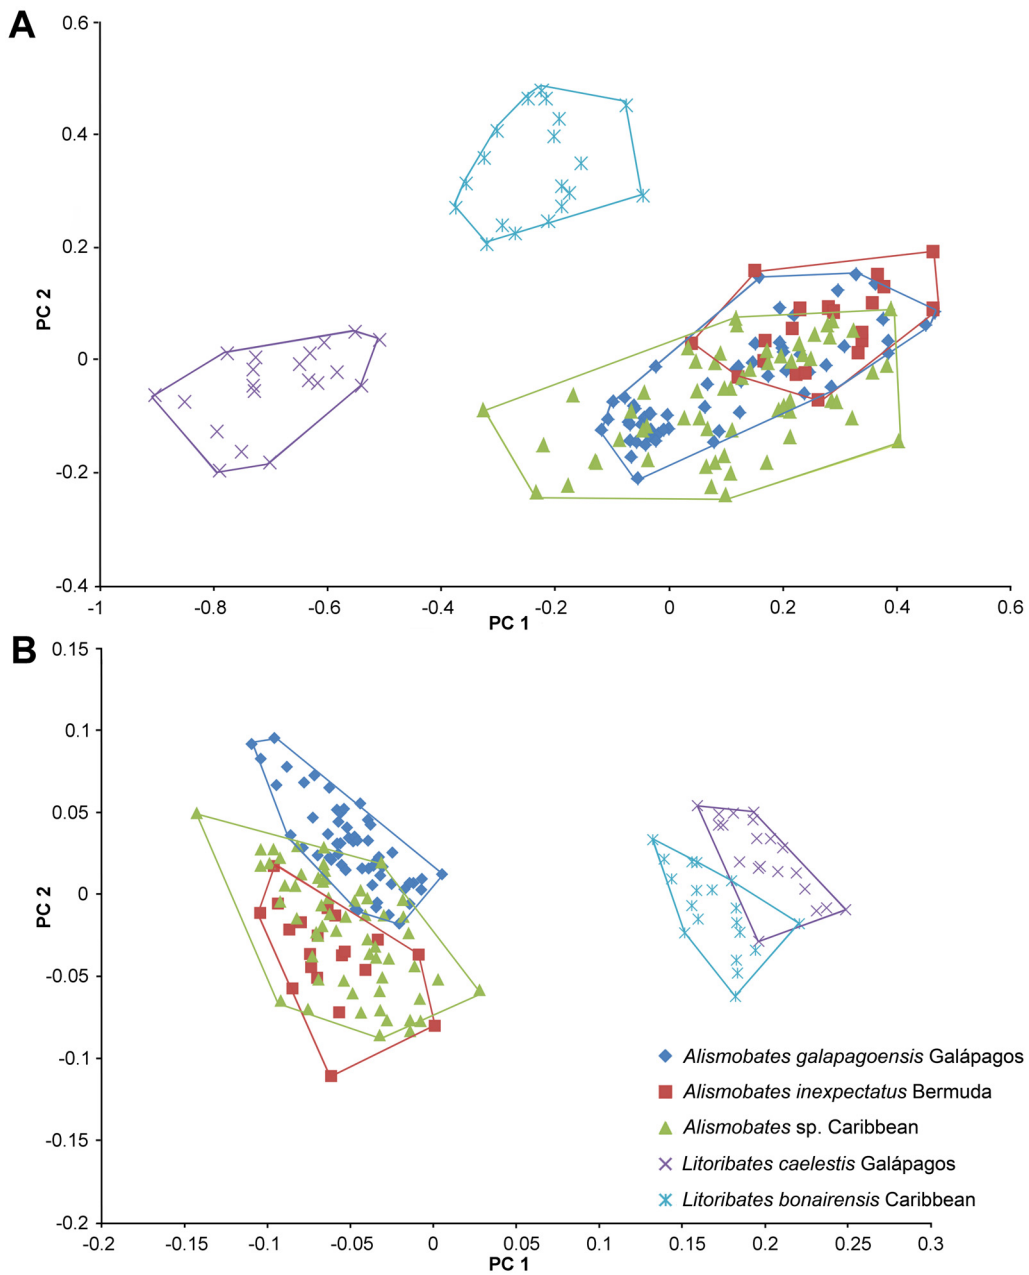 A
0.6
0.4
0.2
0
-0.2
-0.4
PC 2
-1 -0.8 -0.6 -0.4 -0.2 0 0.2 0.4 0.6
PC 1
B
0.15
0.1
0.05
0
-0.05
-0.1
-0.15
-0.2
PC 2
Alismobates galapagoensis Galápagos
Alismobates inexpectatus Bermuda
Alismobates sp. Caribbean
Litoribates caelestis Galápagos
Litoribates bonairensis Caribbean
-0.2 -0.15 -0.1 -0.05 0 0.05 0.1 0.15 0.2 0.25 0.3
PC 1